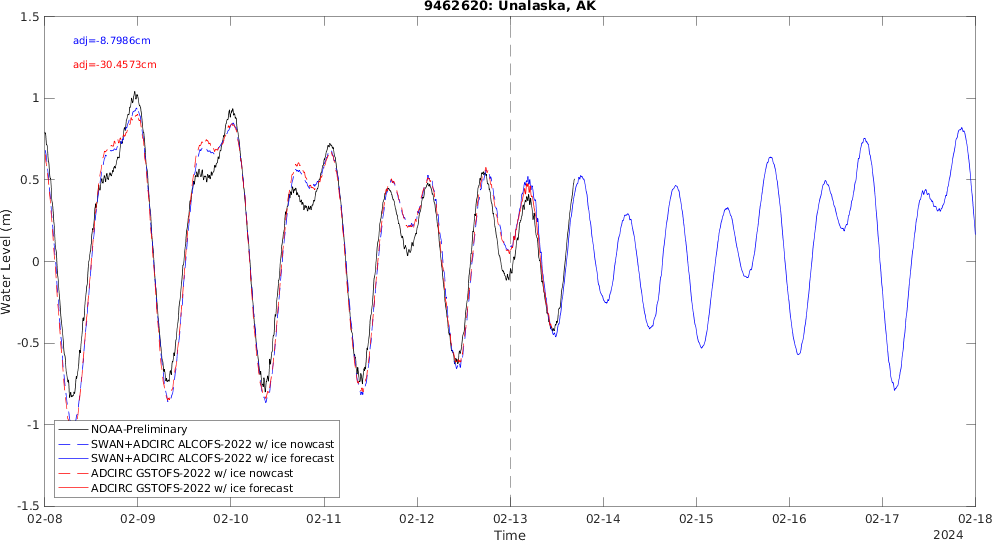 9462620: Unalaska, AK
adj=-8.7986cm
adj=-30.4573cm
Water Level (m)
1.5
1
0.5
0
-0.5
-1
-1.5
NOAA-Preliminary
SWAN+ADCIRC ALCOFS-2022 w/ ice nowcast
SWAN+ADCIRC ALCOFS-2022 w/ ice forecast
ADCIRC GSTOFS-2022 w/ ice nowcast
ADCIRC GSTOFS-2022 w/ ice forecast
02-08 02-09 02-10 02-11 02-12 02-13 02-14 02-15 02-16 02-17 02-18
Time
2024